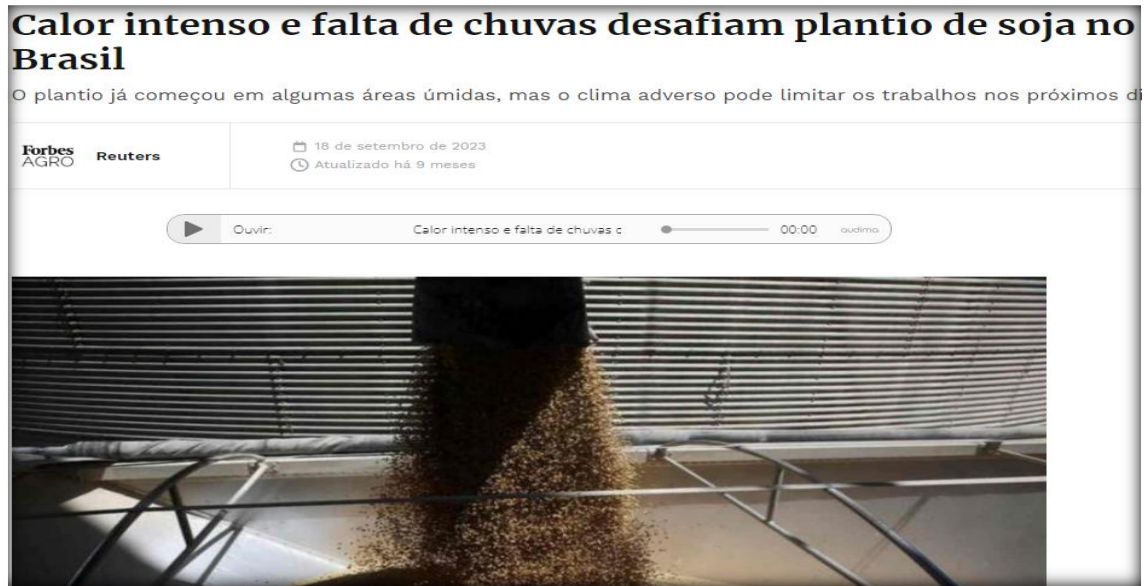 Calor intenso e falta de chuvas desafiam plantio de soja no
Brasil
O plantio já começou em algumas áreas úmidas, mas o clima adverso pode limitar os trabalhos nos próximos
Forbes
AGRO
Reuters
18 de setembro de 2023
Atualizado há 9 meses
Ouvir:
Calor intenso e falta de chuvas c
00:00
audima